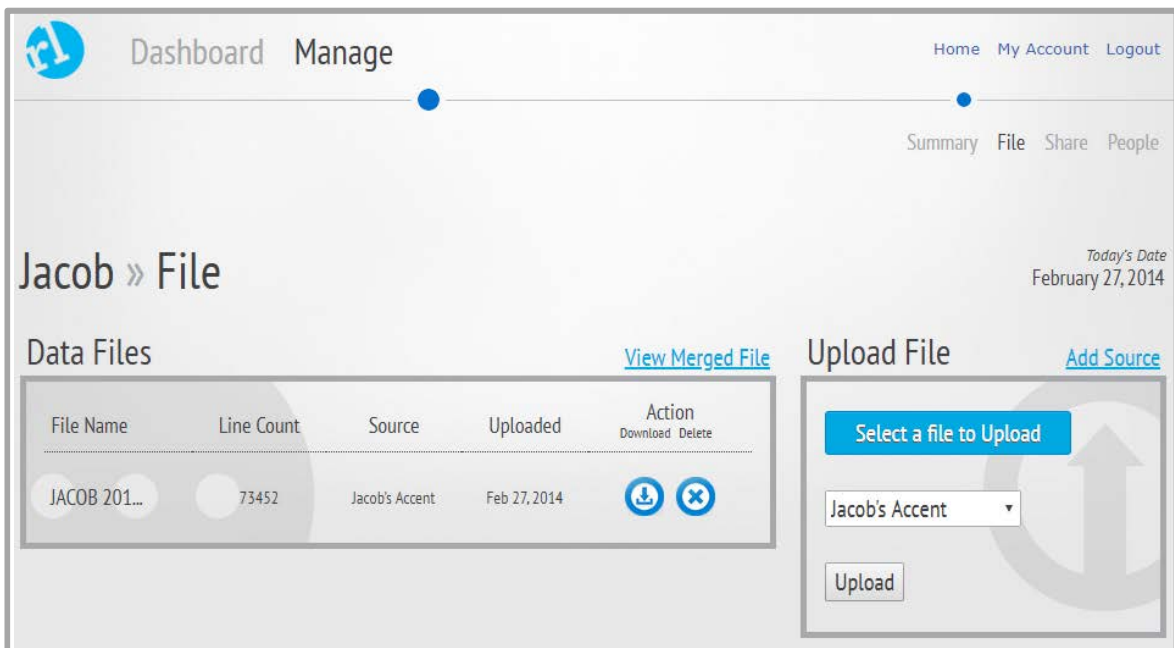 rl
Dashboard Manage
Home My Account Logout
Summary File Share People
Jacob » File
Today's Date
February 27, 2014
Data Files
View Merged File
File Name Line Count Source Uploaded Action
Download Delete
JACOB 201... 73452 Jacob's Accent Feb 27, 2014
Upload File
Add Source
Select a file to Upload
Jacob's Accent
Upload